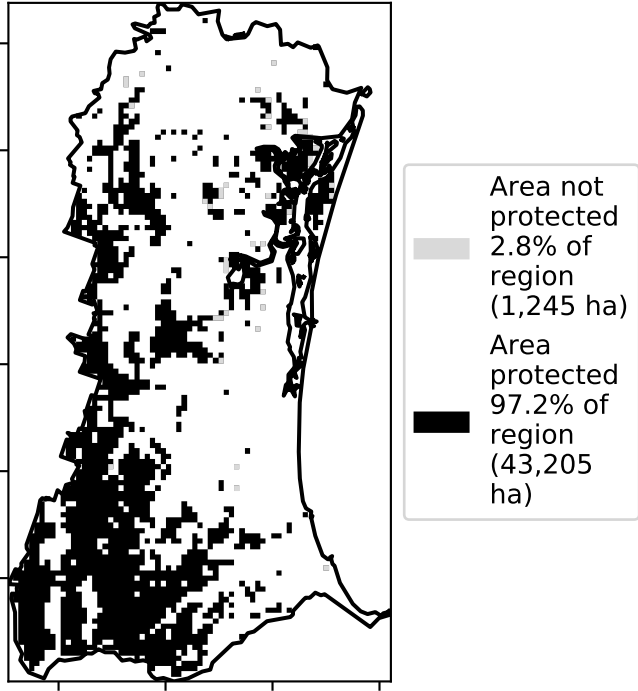 Area not
protected
2.8% of
region
(1,245 ha)
Area
protected
97.2% of
region
(43,205
ha)